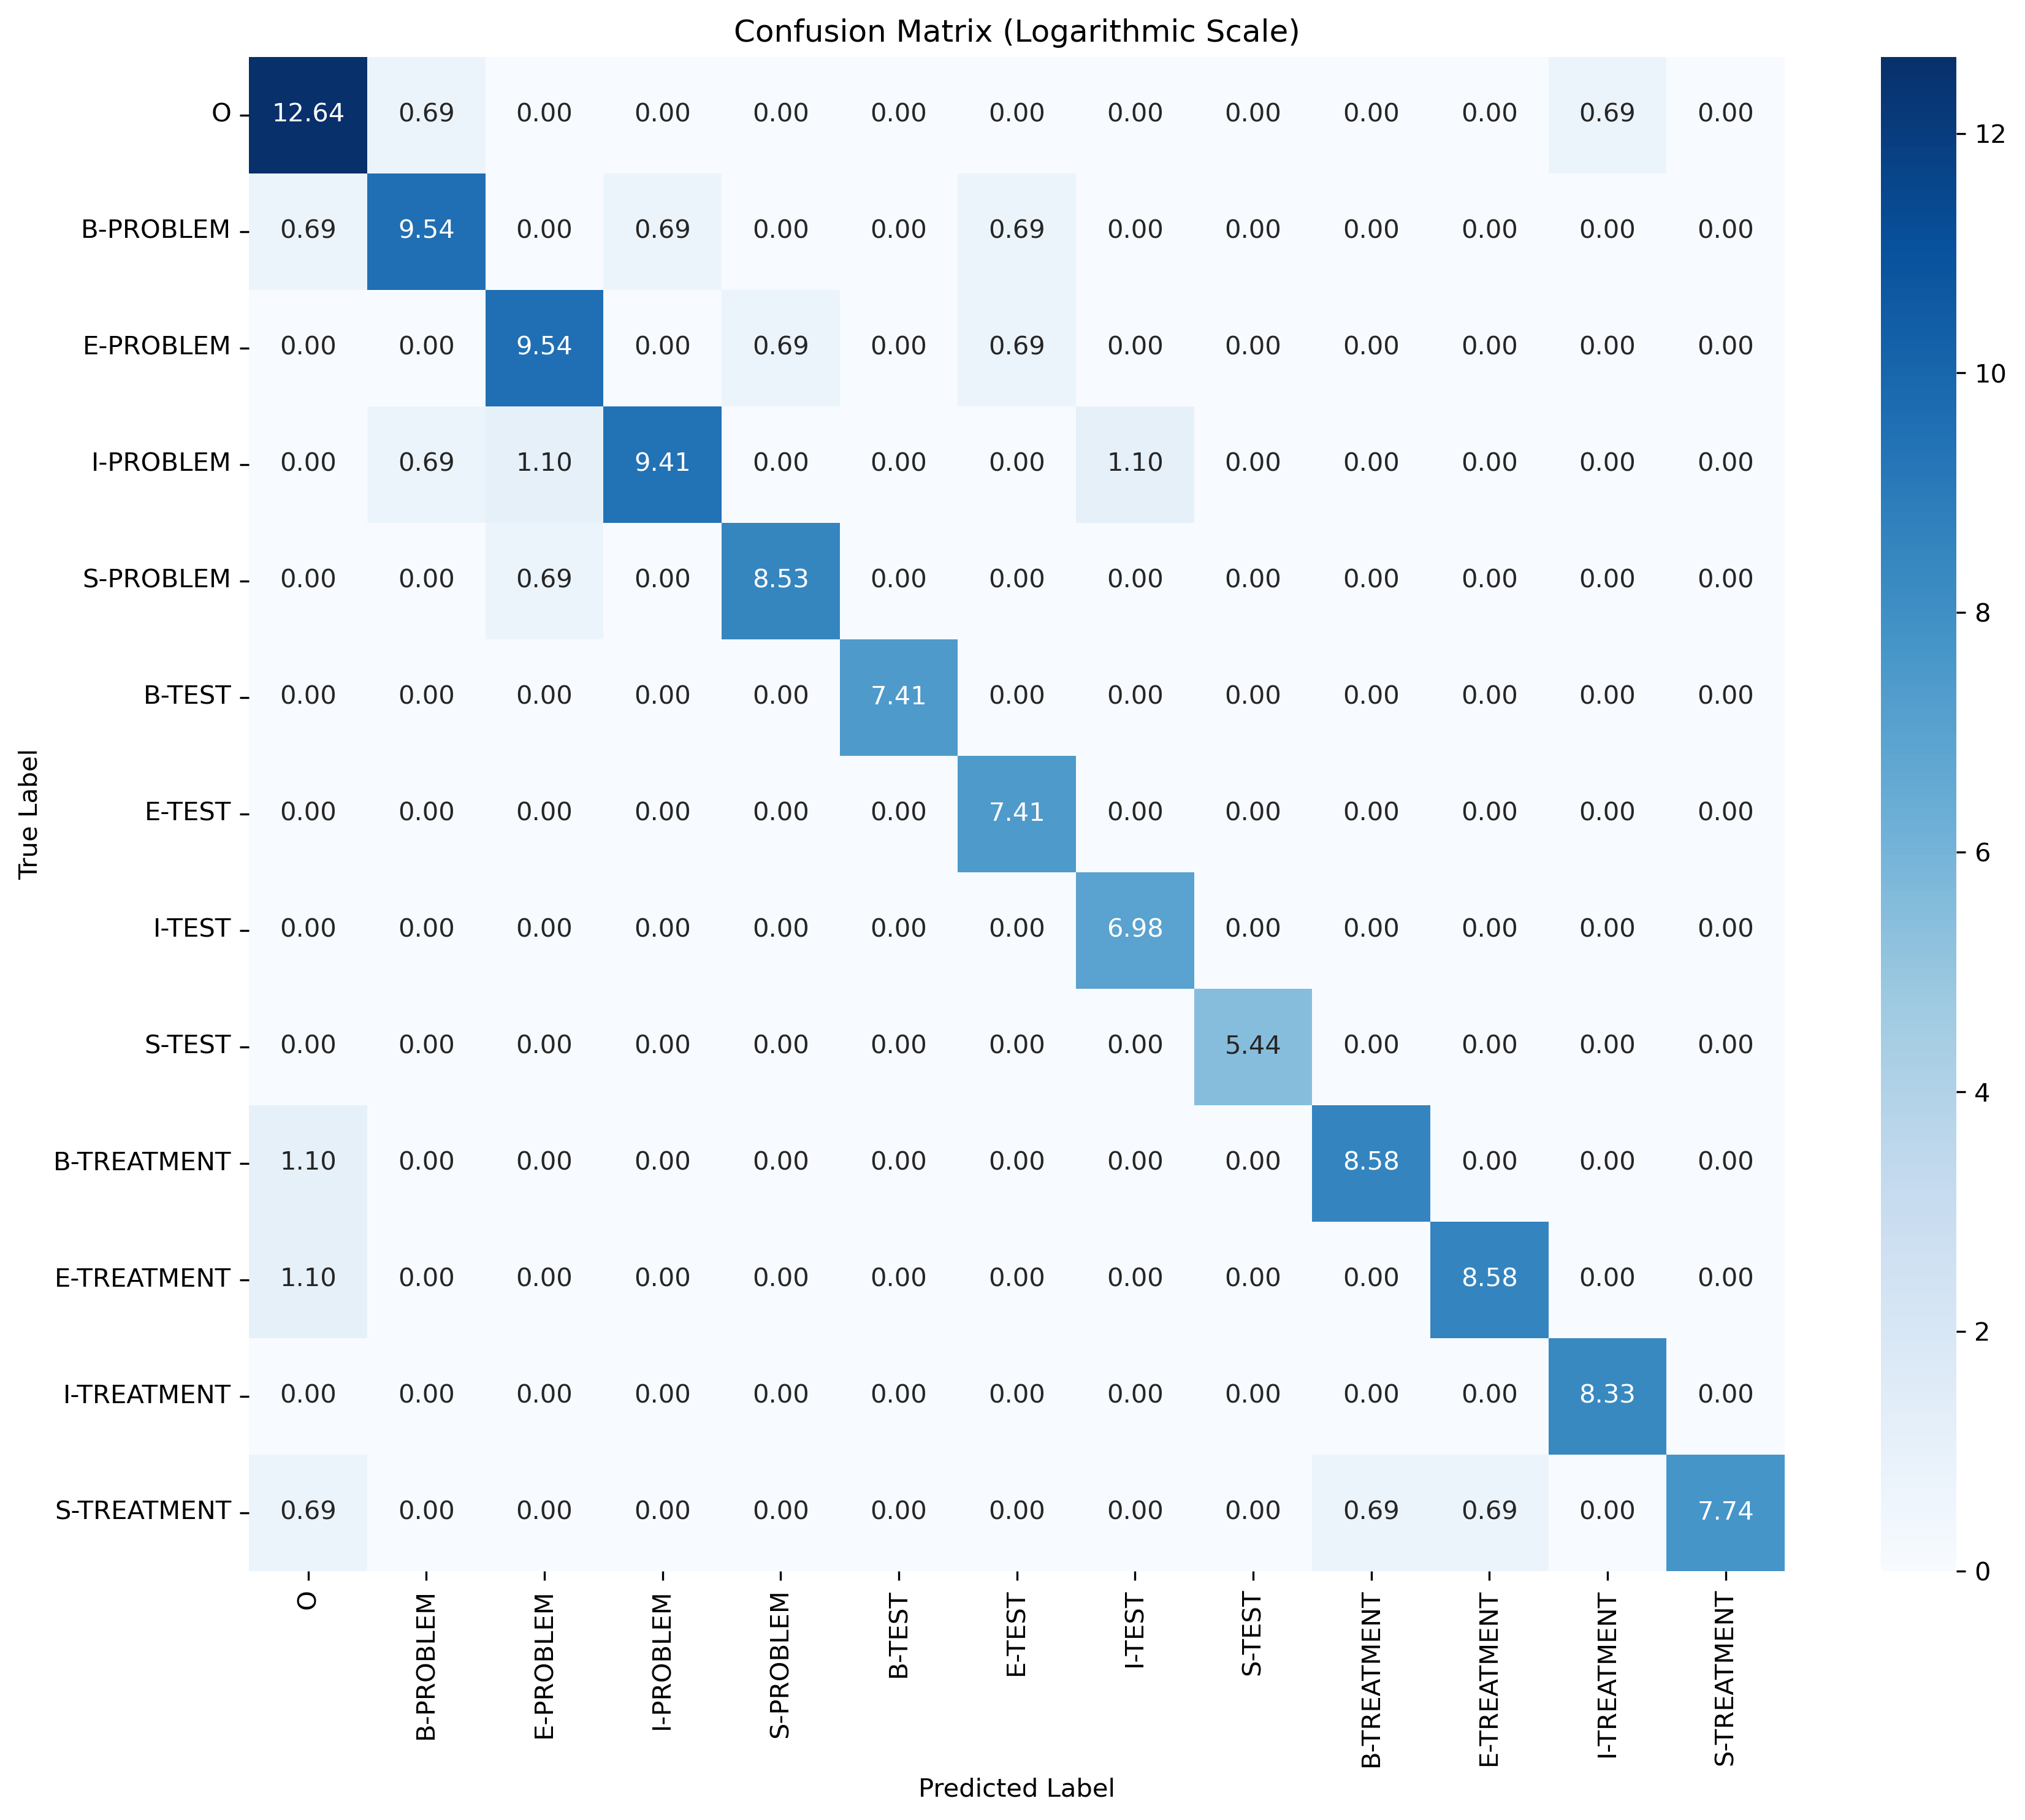 Confusion Matrix (Logarithmic Scale)
O 12.64 0.69 0.00 0.00 0.00 0.00 0.00 0.00 0.00 0.00 0.00 0.69 0.00
B-PROBLEM 0.69 9.54 0.00 0.69 0.00 0.00 0.69 0.00 0.00 0.00 0.00 0.00 0.00
E-PROBLEM 0.00 0.00 9.54 0.00 0.69 0.00 0.69 0.00 0.00 0.00 0.00 0.00 0.00
I-PROBLEM 0.00 0.69 1.10 9.41 0.00 0.00 0.00 1.10 0.00 0.00 0.00 0.00 0.00
S-PROBLEM 0.00 0.00 0.69 0.00 8.53 0.00 0.00 0.00 0.00 0.00 0.00 0.00 0.00
B-TEST 0.00 0.00 0.00 0.00 0.00 7.41 0.00 0.00 0.00 0.00 0.00 0.00 0.00
E-TEST 0.00 0.00 0.00 0.00 0.00 0.00 7.41 0.00 0.00 0.00 0.00 0.00 0.00
I-TEST 0.00 0.00 0.00 0.00 0.00 0.00 0.00 6.98 0.00 0.00 0.00 0.00 0.00
S-TEST 0.00 0.00 0.00 0.00 0.00 0.00 0.00 0.00 5.44 0.00 0.00 0.00 0.00
B-TREATMENT 1.10 0.00 0.00 0.00 0.00 0.00 0.00 0.00 0.00 8.58 0.00 0.00 0.00
E-TREATMENT 1.10 0.00 0.00 0.00 0.00 0.00 0.00 0.00 0.00 0.00 8.58 0.00 0.00
I-TREATMENT 0.00 0.00 0.00 0.00 0.00 0.00 0.00 0.00 0.00 0.00 0.00 8.33 0.00
S-TREATMENT 0.69 0.00 0.00 0.00 0.00 0.00 0.00 0.00 0.00 0.69 0.69 0.00 7.74
True Label
O
B-PROBLEM
E-PROBLEM
I-PROBLEM
S-PROBLEM
B-TEST
E-TEST
I-TEST
S-TEST
B-TREATMENT
E-TREATMENT
I-TREATMENT
S-TREATMENT
Predicted Label
12
10
8
6
4
2
0